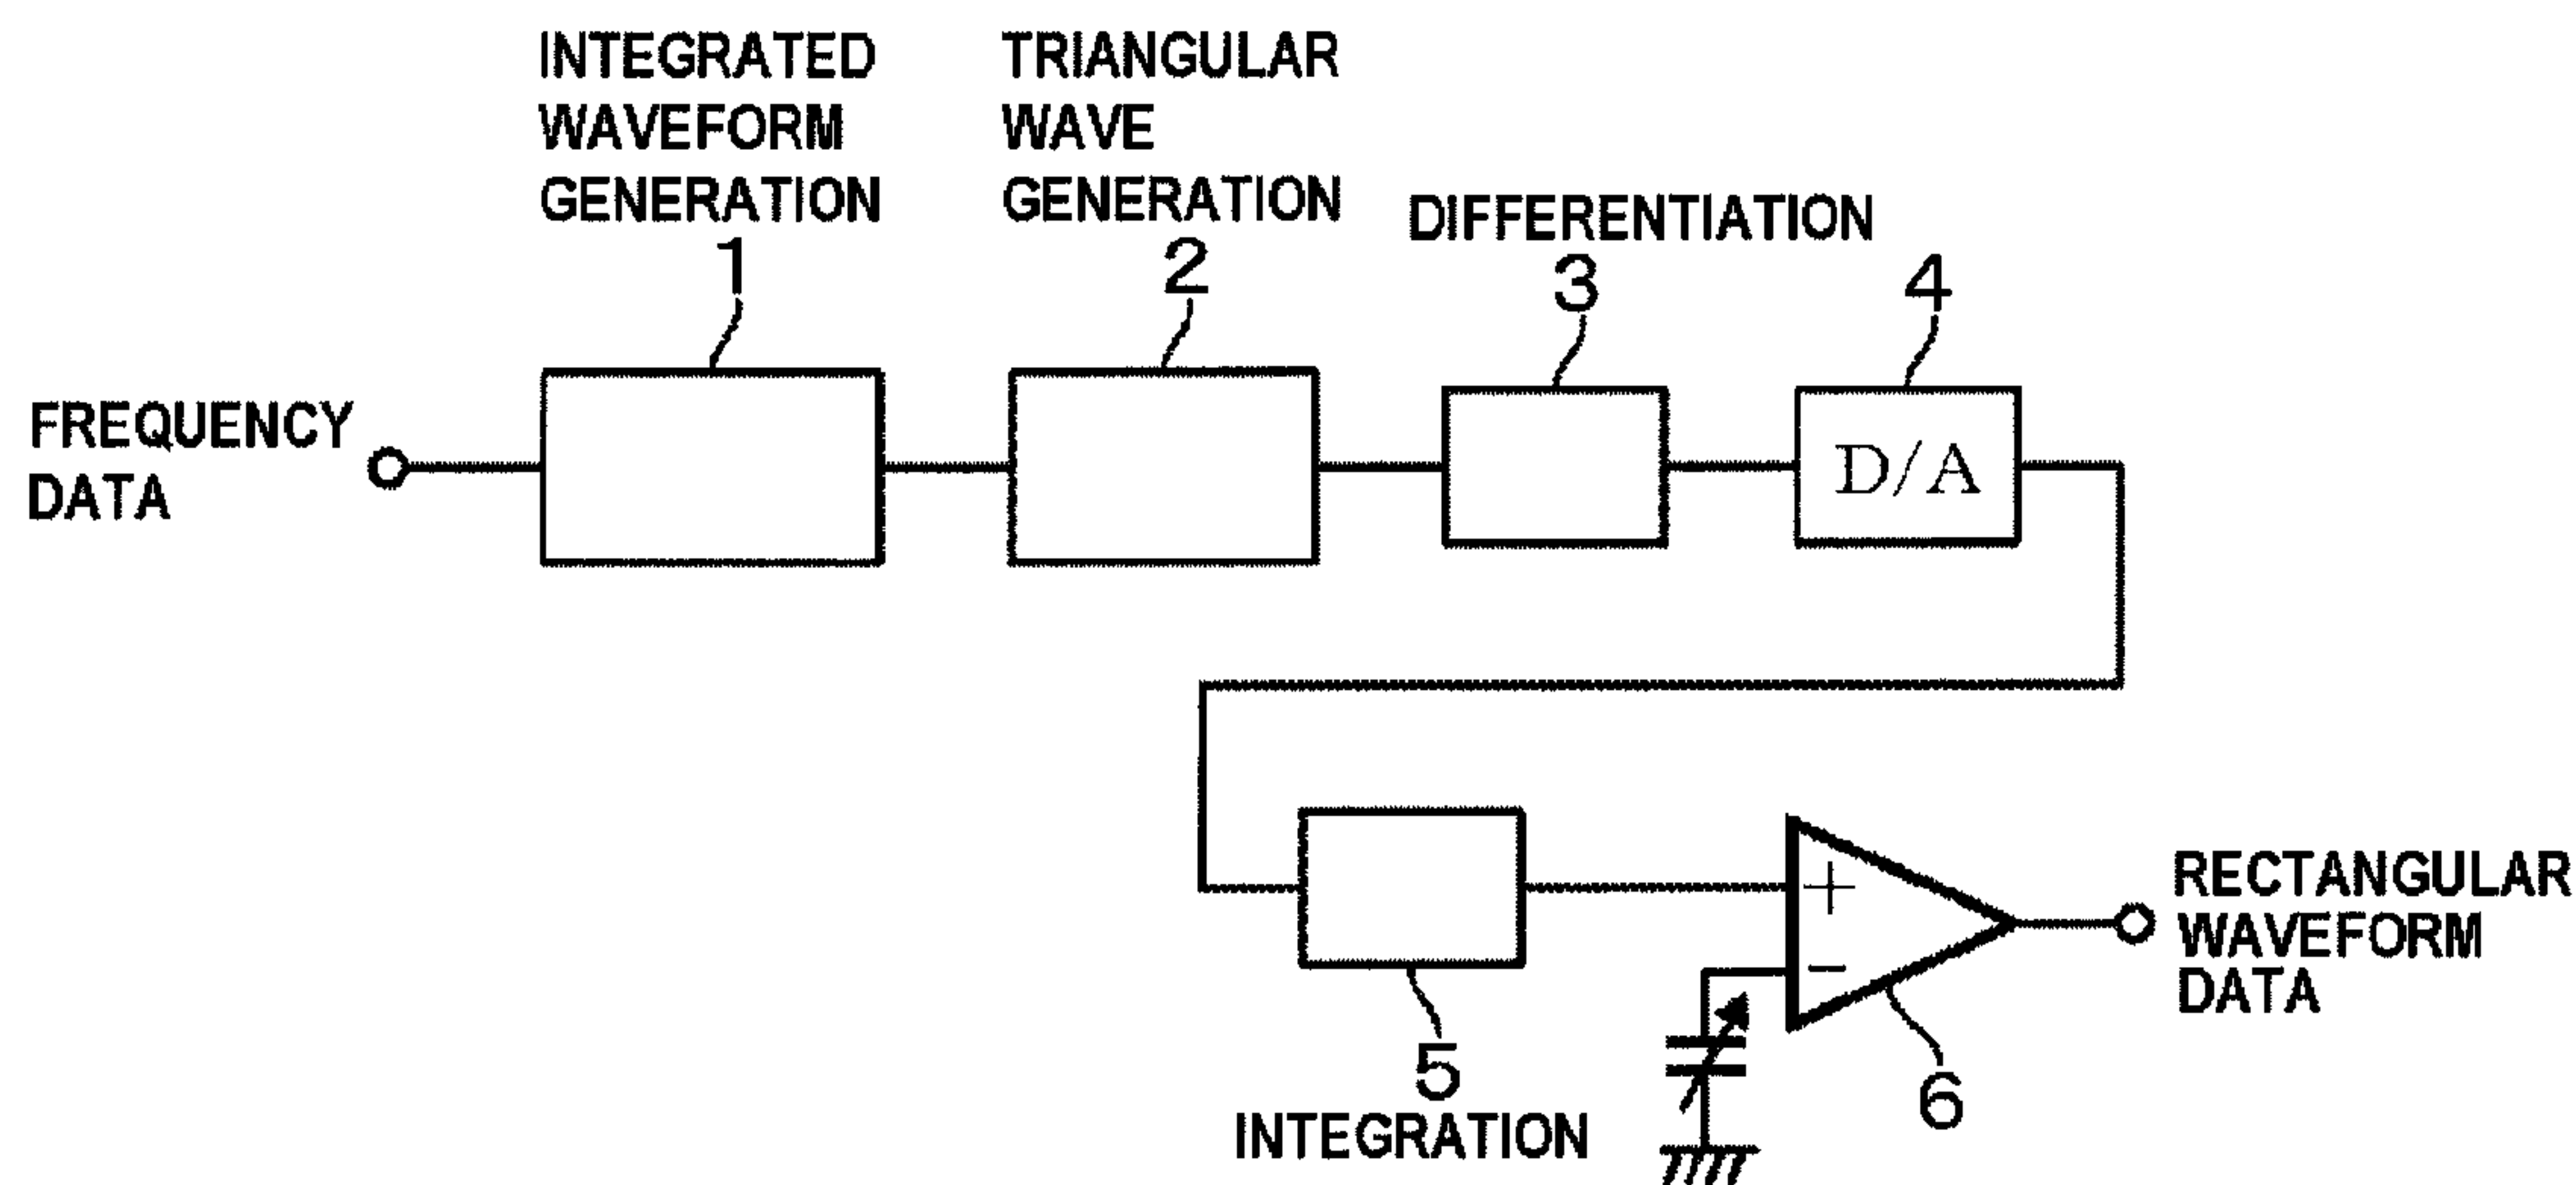 INTEGRATED
WAVEFORM
GENERATION
1
TRIANGULAR
WAVE
GENERATION
2
DIFFERENTIATION
3
4
FREQUENCY
DATA
D/A
+
−
RECTANGULAR
WAVEFORM
DATA
5
INTEGRATION
6